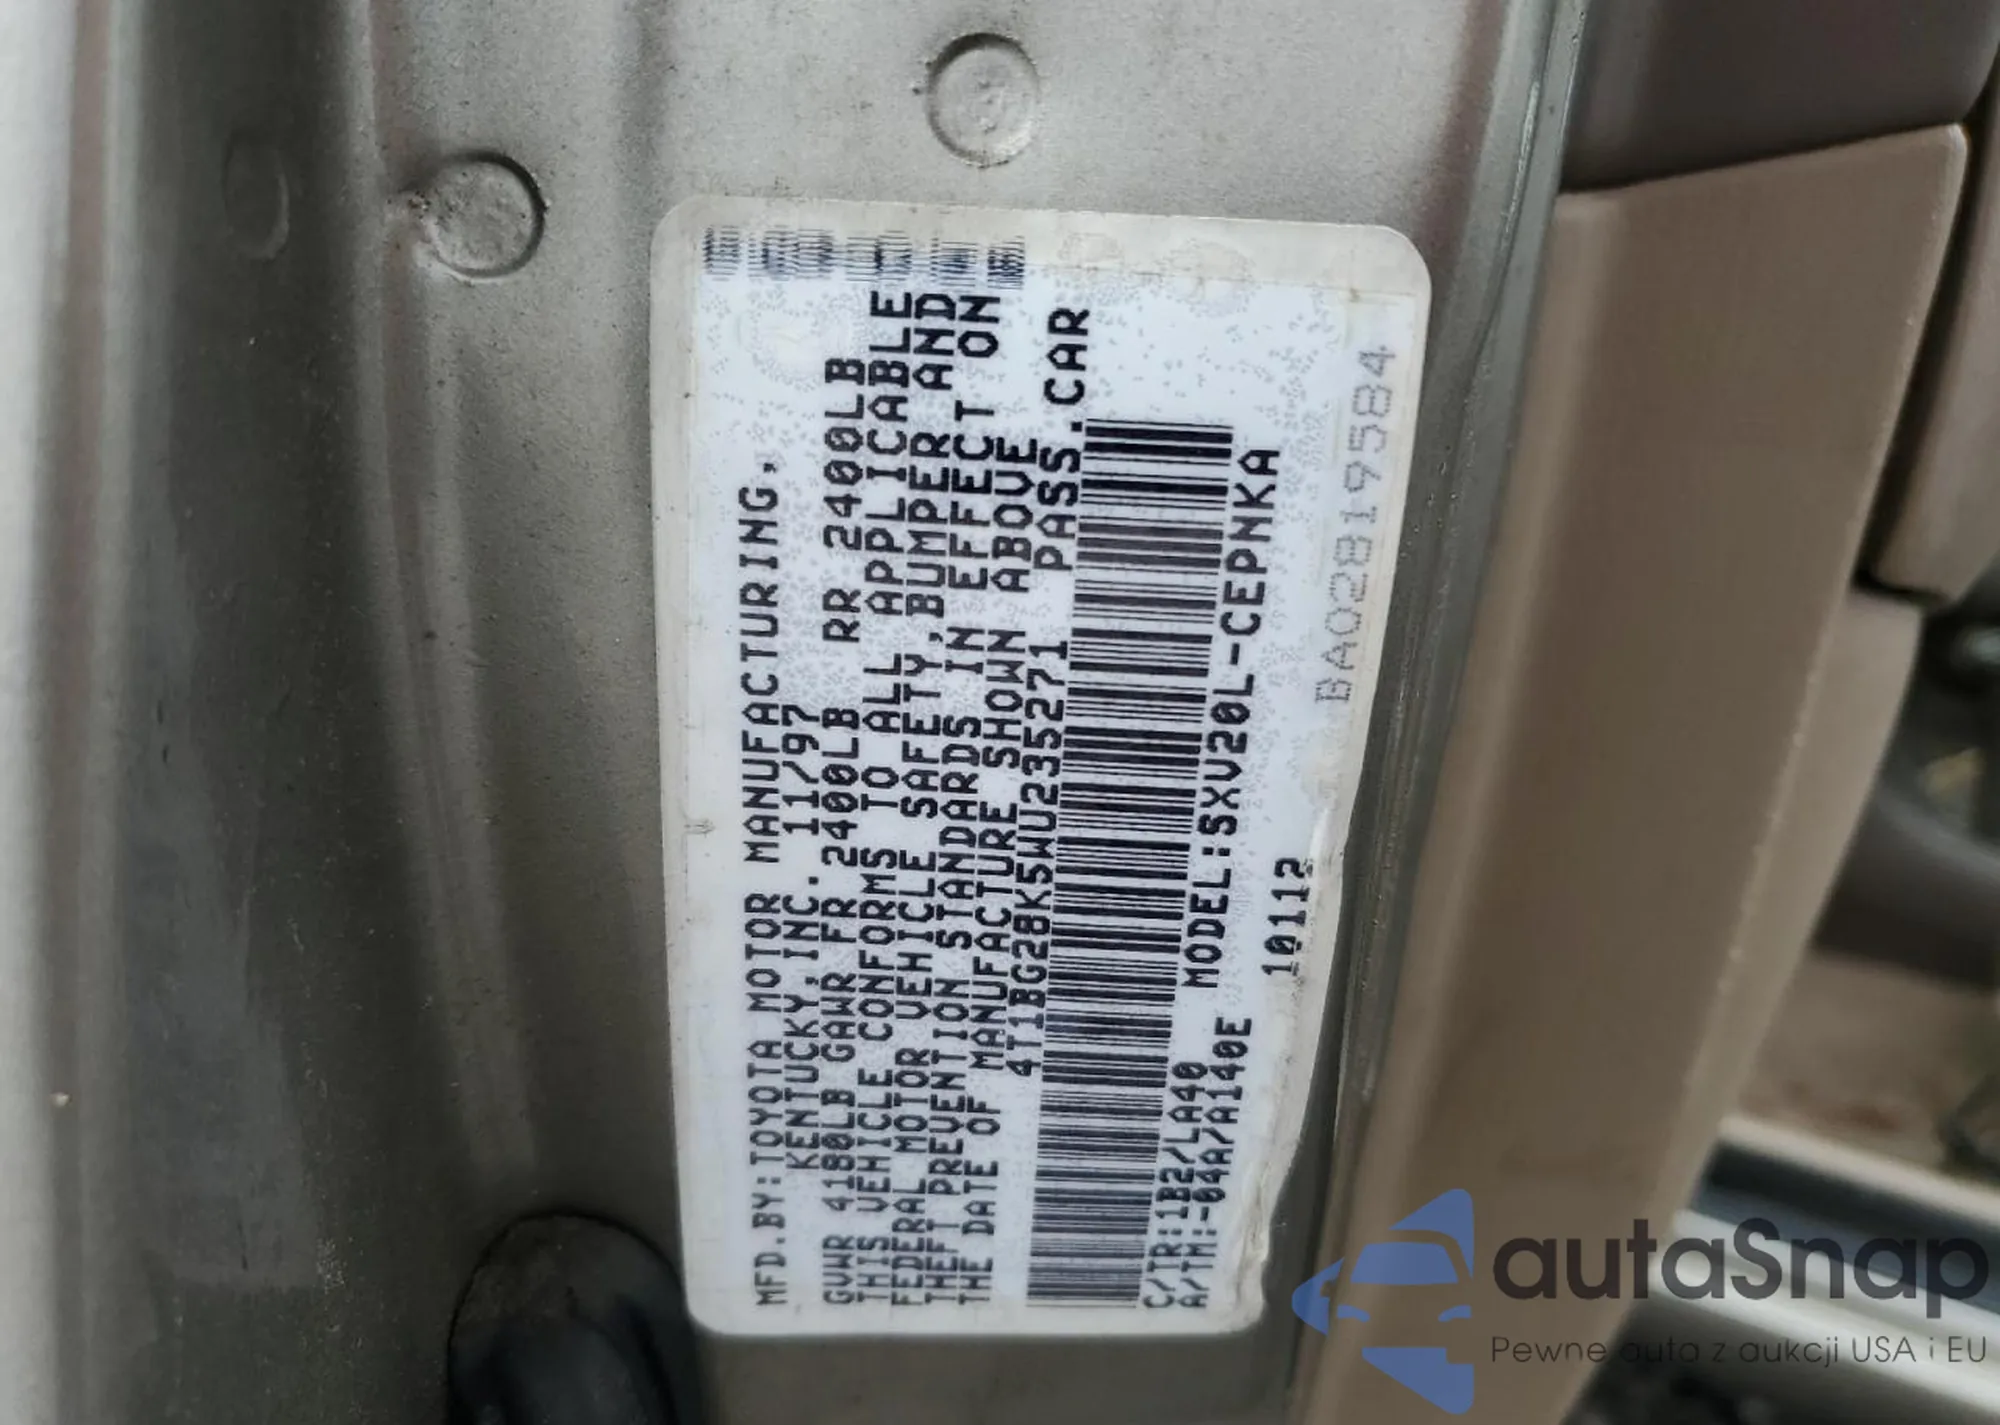 MFD.BY:TOYOTA MOTOR MANUFACTURING,
KENTUCKY,INC. 11/97
GVWR 4180LB GAWR FR 2400LB RR 2400LB
THIS VEHICLE CONFORMS TO ALL APPLICABLE
FEDERAL MOTOR VEHICLE SAFETY,BUMPER AND
THEFT PREVENTION STANDARDS IN EFFECT ON
THE DATE OF MANUFACTURE SHOWN ABOVE
4T1BG28K5WU235271 PASS.CAR
MODEL:SXV20L-CEPNKA
C/TR:1B2/LA40
A/TM:-04A/A140E 10112
BA02819584
autaSnap
Pewne auta z aukcji USA i EU